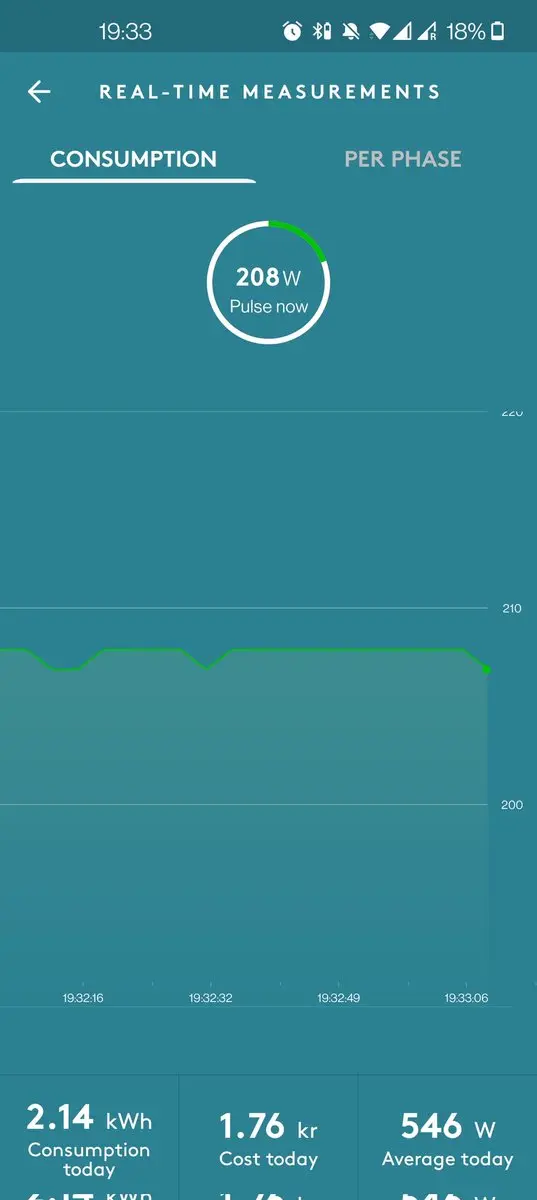 19:33
R
18%
REAL-TIME MEASUREMENTS
CONSUMPTION
PER PHASE
208 W
Pulse now
220
210
200
19:32:16
19:32:32
19:32:49
19:33:06
2.14 kWh
Consumption
today
1.76 kr
Cost today
546 W
Average today